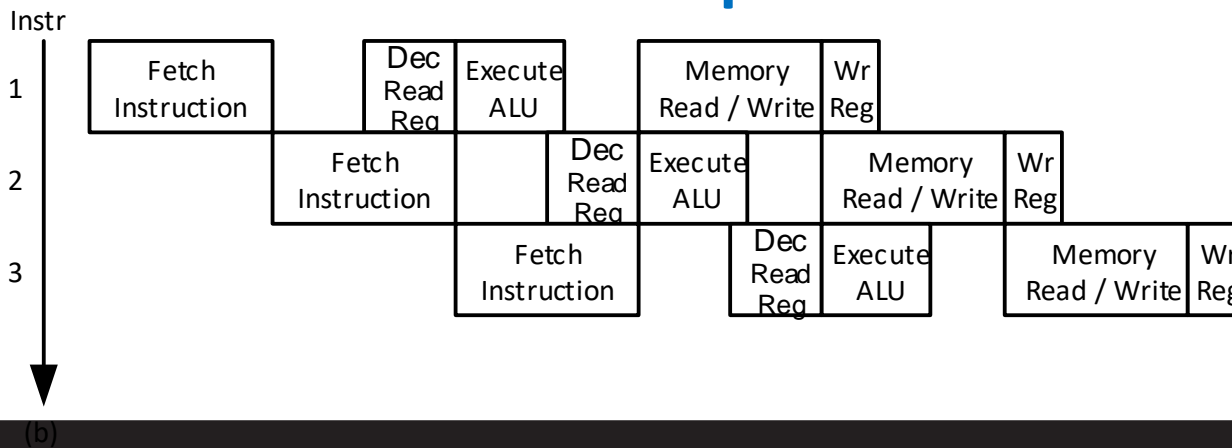 Instr
1
Fetch
Instruction
Dec
Read
Reg
Execute
ALU
Memory
Read / Write
Wr
Reg
2
Fetch
Instruction
Dec
Read
Reg
Execute
ALU
Memory
Read / Write
Wr
Reg
3
Fetch
Instruction
Dec
Read
Reg
Execute
ALU
Memory
Read / Write
Wr
Reg
(b)